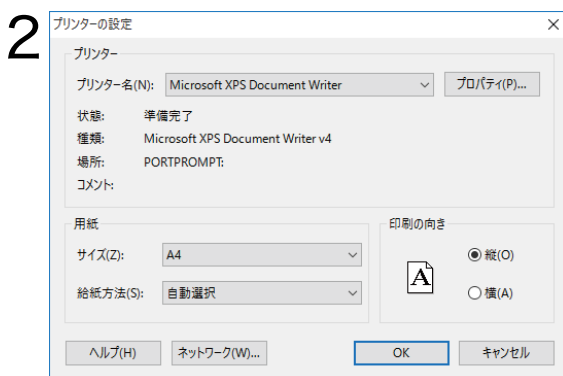 2
プリンターの設定
プリンター
プリンター名(N): Microsoft XPS Document Writer プロパティ(P)...
状態: 準備完了
種類: Microsoft XPS Document Writer v4
場所: PORTPROMPT:
コメント:
用紙
サイズ(Z): A4
給紙方法(S): 自動選択
印刷の向き
A
縦(O)
横(A)
ヘルプ(H) ネットワーク(W)... OK キャンセル